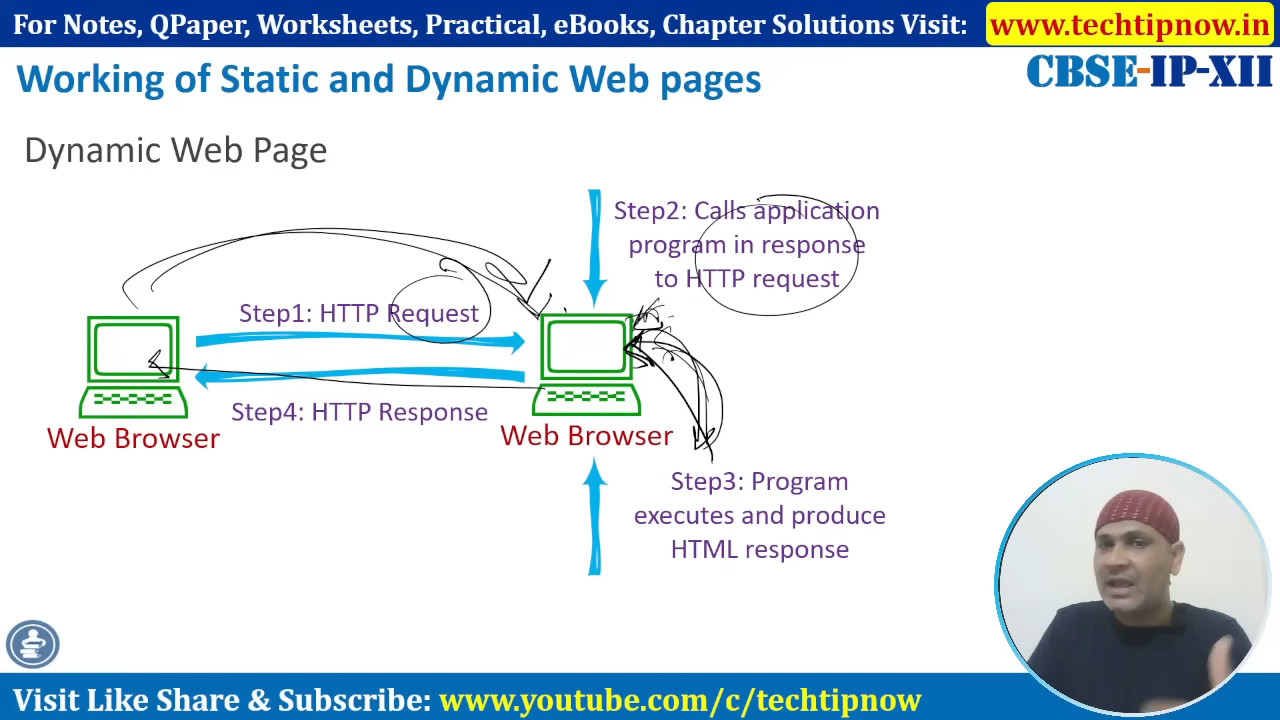 For Notes, QPaper, Worksheets, Practical, eBooks, Chapter Solutions Visit: www.techtipnow.in
Working of Static and Dynamic Web pages
CBSE-IP-XII
Dynamic Web Page
Step2: Calls application
program in response
to HTTP request
Step1: HTTP Request
Step4: HTTP Response
Web Browser
Web Browser
Step3: Program
executes and produce
HTML response
Visit Like Share & Subscribe: www.youtube.com/c/techtipnow